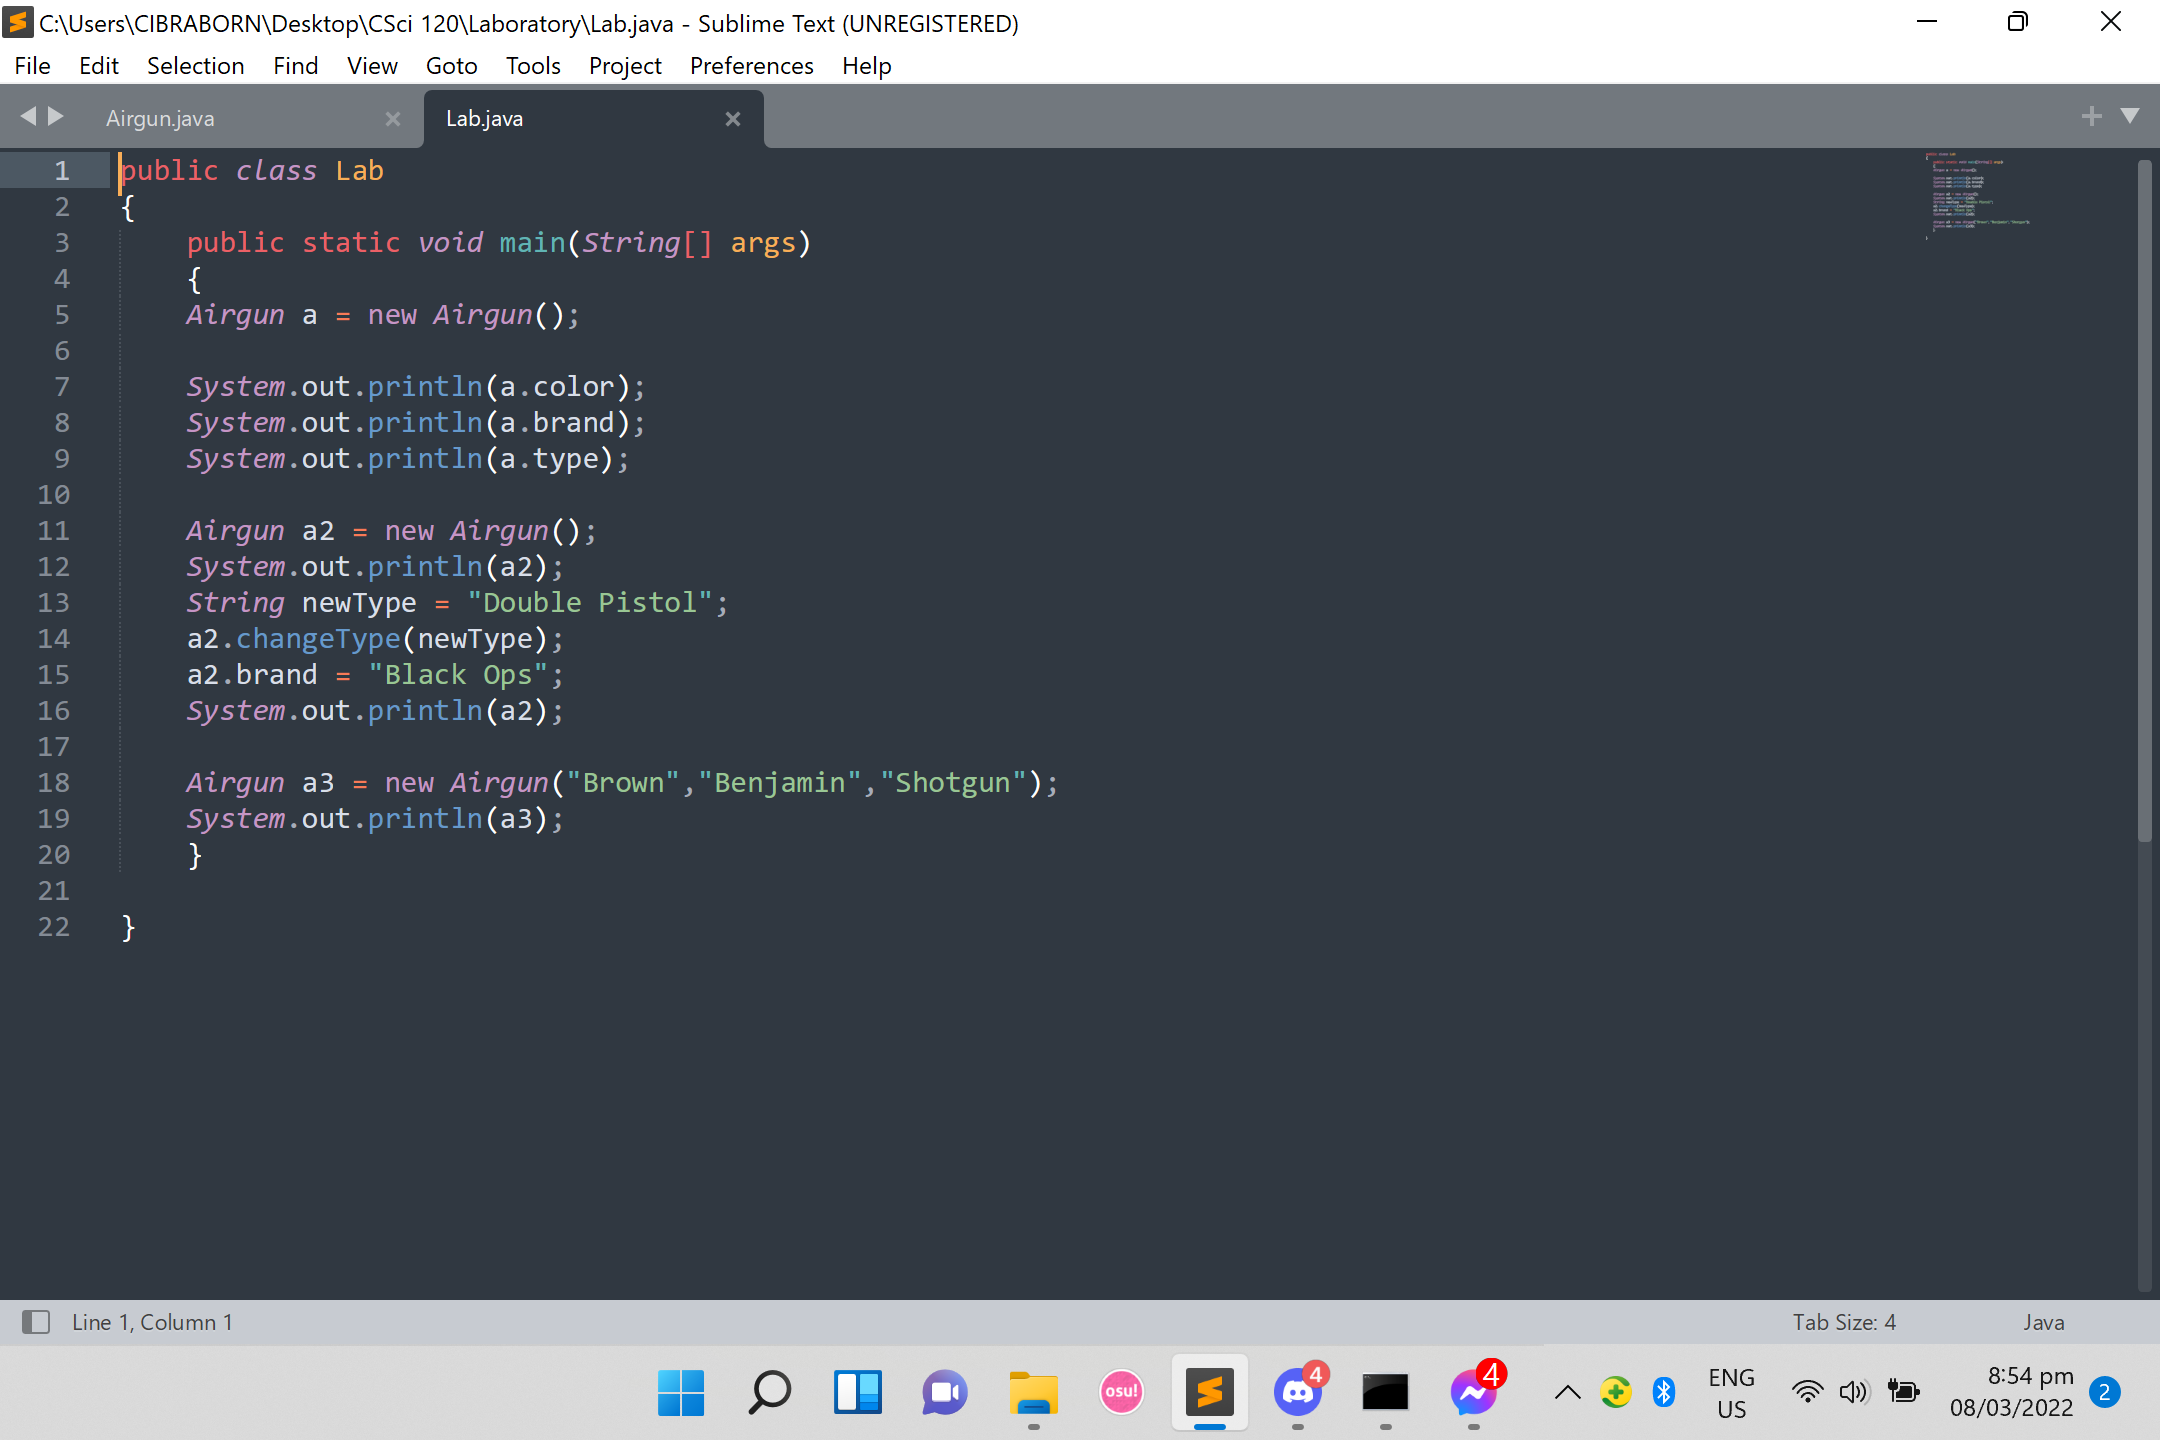 C:\Users\CIBRABORN\Desktop\CSci 120\Laboratory\Lab.java - Sublime Text (UNREGISTERED)
File Edit Selection Find View Goto Tools Project Preferences Help
Airgun.java Lab.java
1 public class Lab
2 {
3 public static void main(String[] args)
4 {
5 Airgun a = new Airgun();
6
7 System.out.println(a.color);
8 System.out.println(a.brand);
9 System.out.println(a.type);
10
11 Airgun a2 = new Airgun();
12 System.out.println(a2);
13 String newType = "Double Pistol";
14 a2.changeType(newType);
15 a2.brand = "Black Ops";
16 System.out.println(a2);
17
18 Airgun a3 = new Airgun("Brown","Benjamin","Shotgun");
19 System.out.println(a3);
20 }
21
22 }
Line 1, Column 1 Tab Size: 4 Java
osu! 4 4 ENG US 8:54 pm 08/03/2022 2